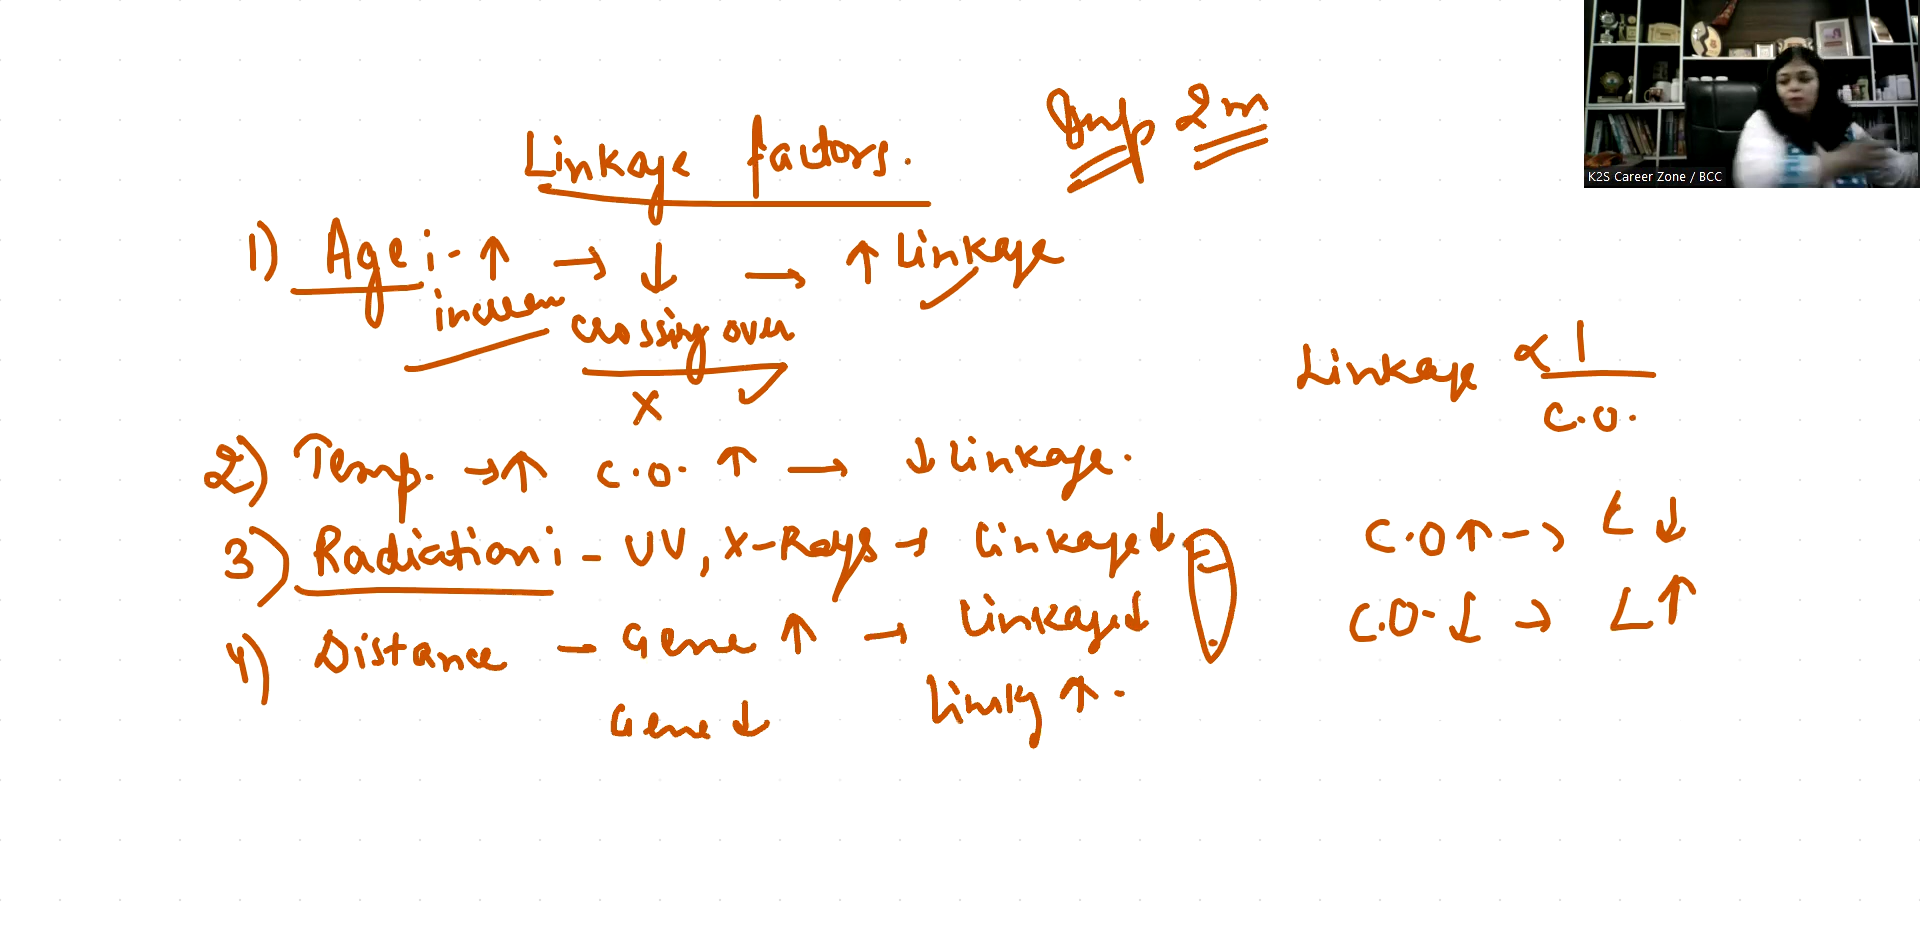 Imp 2m
Linkage factors.
1) Age :- ↑ → ↓ → ↑ Linkage
increase crossing over
x
Linkage ∝ 1
C.O.
2) Temp. → ↑ C.O. ↑ → ↓ Linkage.
3) Radiation :- UV, X-Rays → Linkage ↓
C.O ↑ -> L ↓
4) Distance - Gene ↑ → Linkage ↓
C.O. ↓ → L ↑
Gene ↓ ↑.
K2S Career Zone / BCC